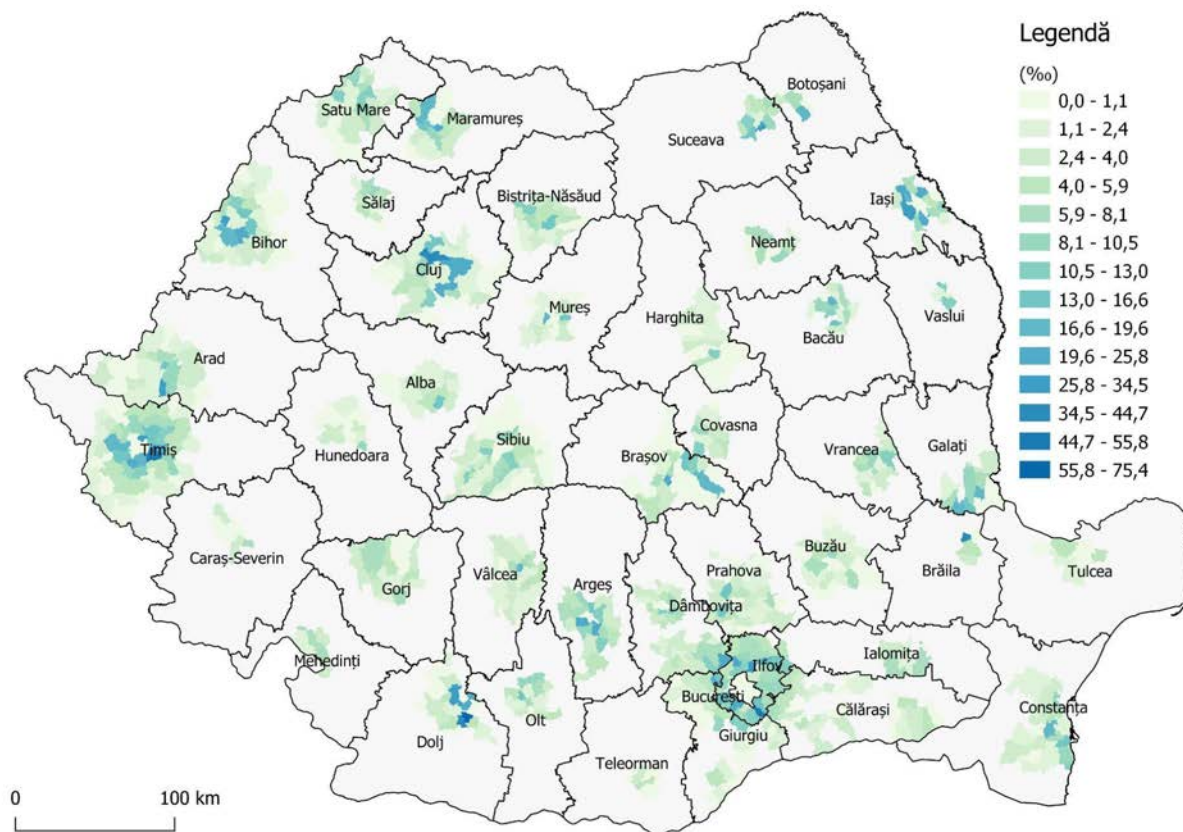 Legendă
(‰)
0,0 - 1,1
1,1 - 2,4
2,4 - 4,0
4,0 - 5,9
5,9 - 8,1
8,1 - 10,5
10,5 - 13,0
13,0 - 16,6
16,6 - 19,6
19,6 - 25,8
25,8 - 34,5
34,5 - 44,7
44,7 - 55,8
55,8 - 75,4
Botoșani
Satu Mare
Maramureș
Suceava
Sălaj
Bistrița-Năsăud
Iași
Bihor
Neamț
Cluj
Mureș
Harghita
Bacău
Vaslui
Arad
Alba
Timiș
Hunedoara
Sibiu
Brașov
Covasna
Vrancea
Galați
Caraș-Severin
Gorj
Vâlcea
Argeș
Prahova
Dâmbovița
Buzău
Brăila
Tulcea
Mehedinți
Ilfov
Ialomița
București
Călărași
Constanța
Dolj
Olt
Giurgiu
Teleorman
0 100 km